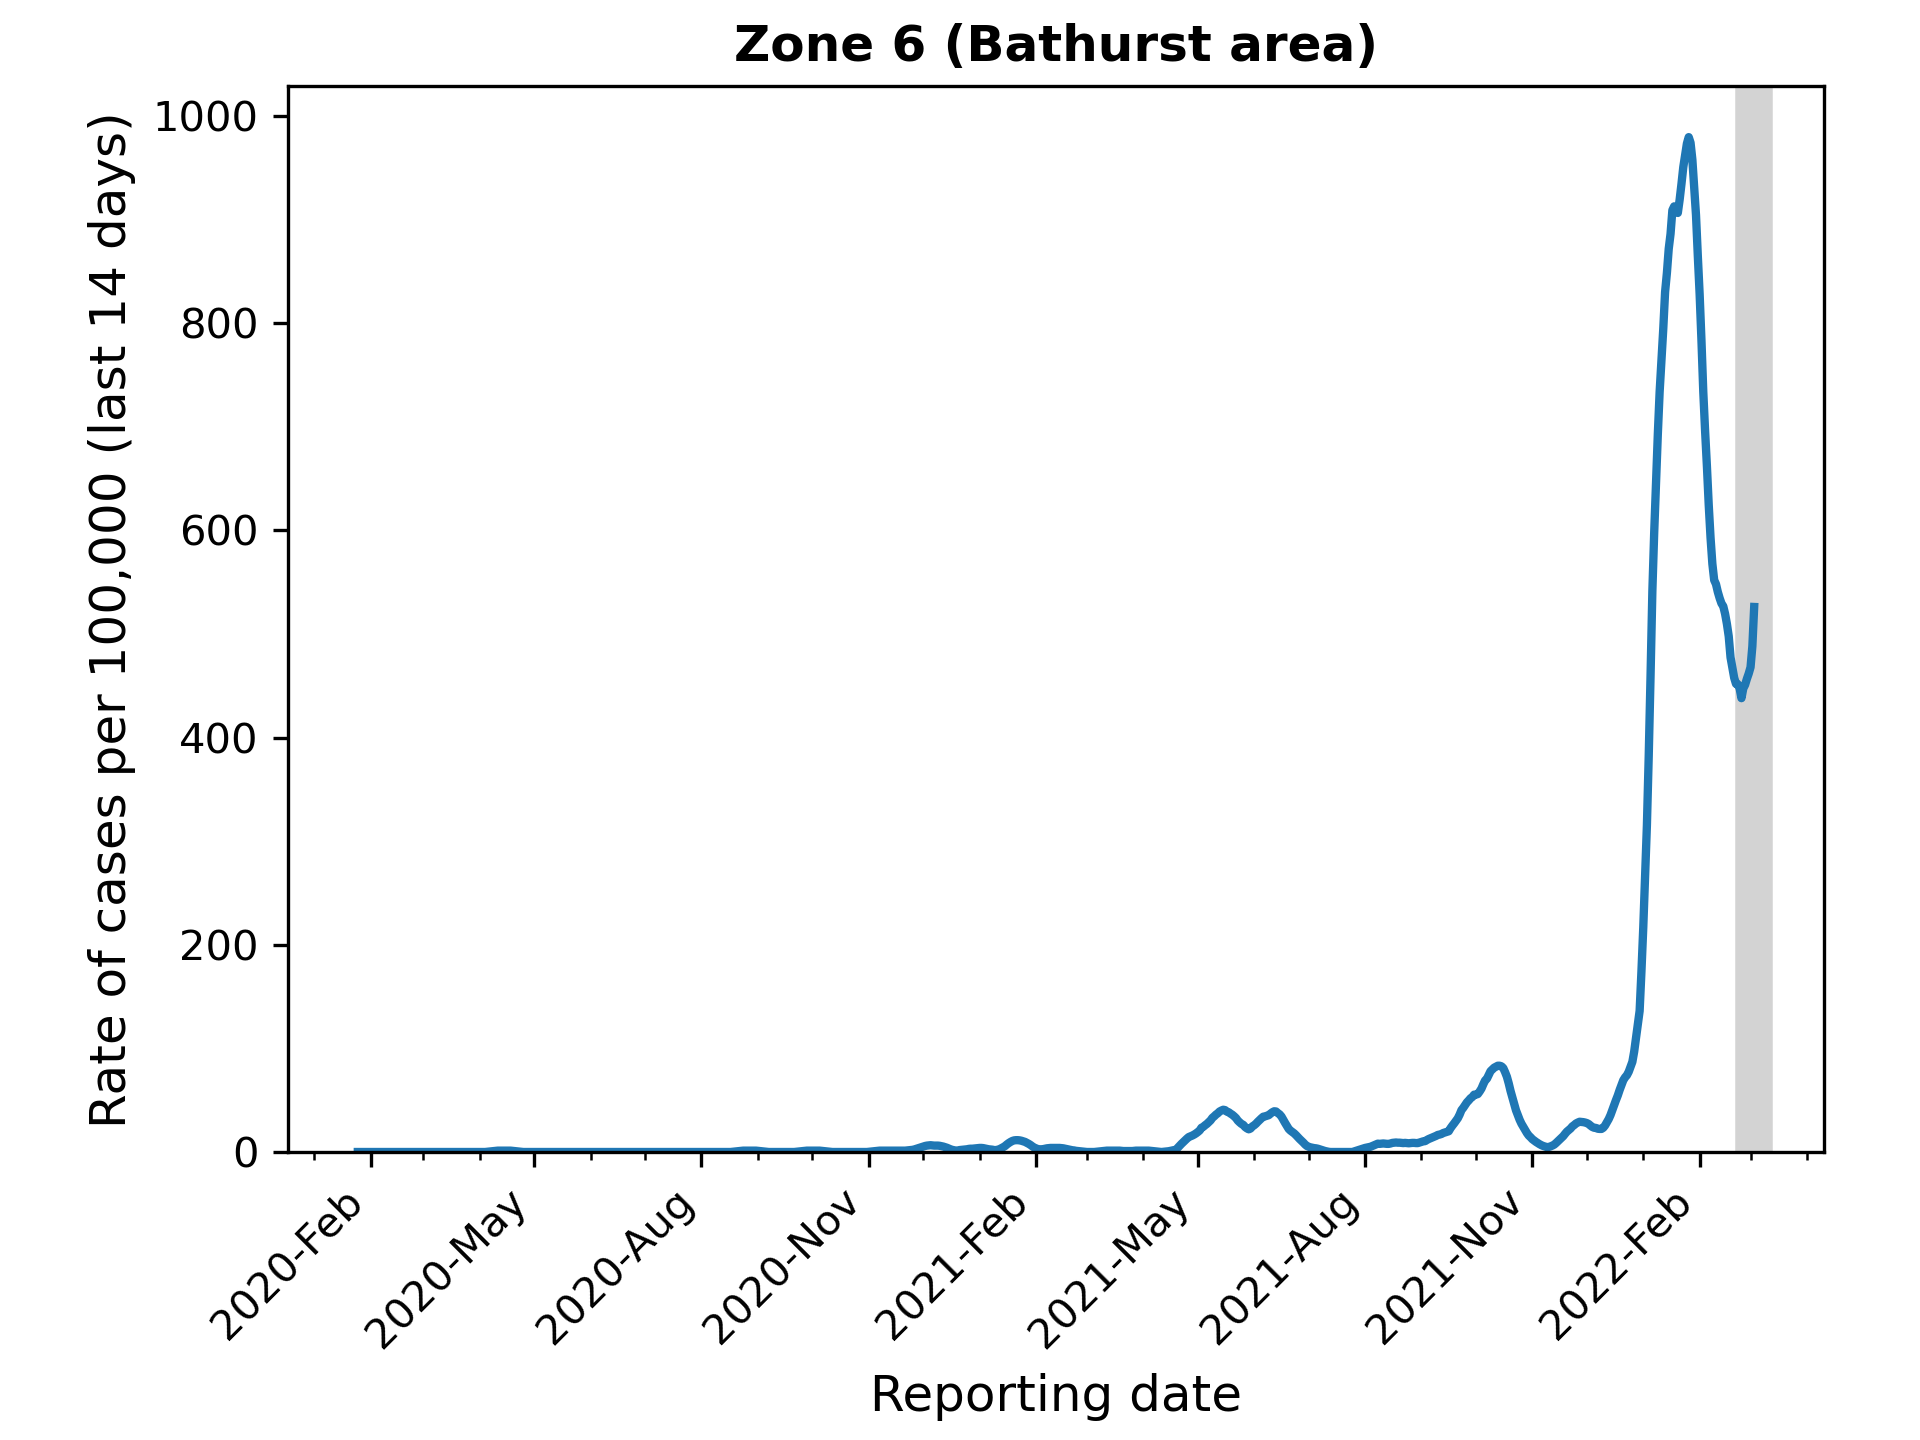 Zone 6 (Bathurst area)
Rate of cases per 100,000 (last 14 days)
1000
800
600
400
200
0
2020-Feb
2020-May
2020-Aug
2020-Nov
2021-Feb
2021-May
2021-Aug
2021-Nov
2022-Feb
Reporting date